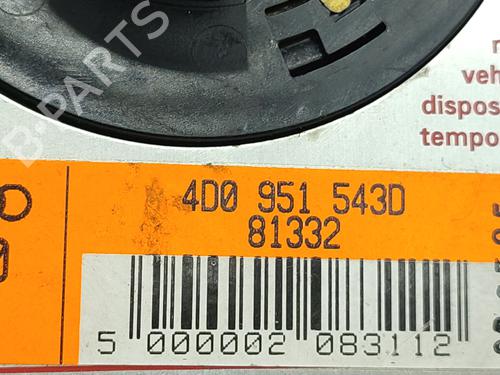 B-PARTS
veh
dispos
tempo
4D0 951 543D
81332
5 000002 083112